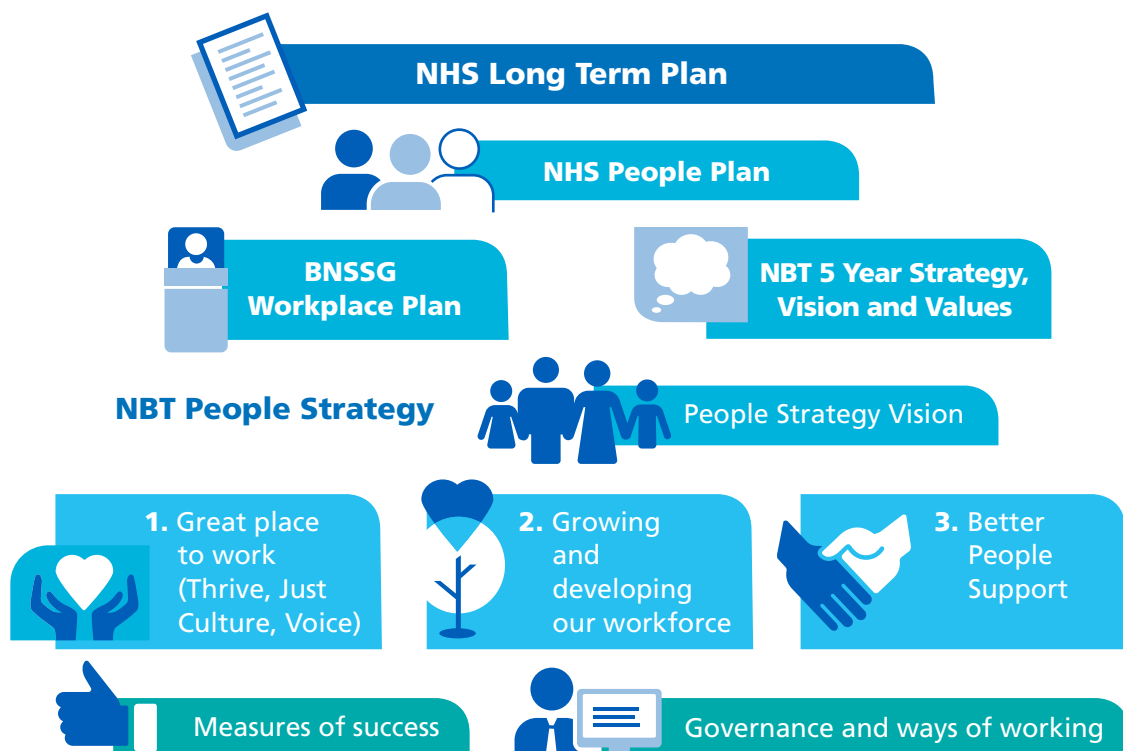 NHS Long Term Plan
NHS People Plan
BNSSG
Workplace Plan
NBT 5 Year Strategy,
Vision and Values
NBT People Strategy
People Strategy Vision
1. Great place
to work
(Thrive, Just
Culture, Voice)
2. Growing
and
developing
our workforce
3. Better
People
Support
Measures of success
Governance and ways of working